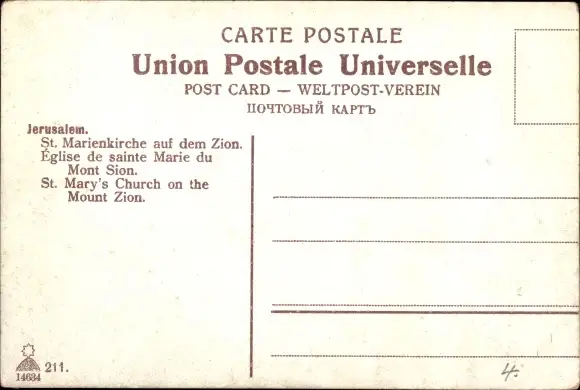 CARTE POSTALE
Union Postale Universelle
POST CARD — WELTPOST-VEREIN
ПОЧТОВЫЙ КАРТЪ
Jerusalem.
St. Marienkirche auf dem Zion.
Église de sainte Marie du
Mont Sion.
St. Mary's Church on the
Mount Zion.
211.
14634
4.